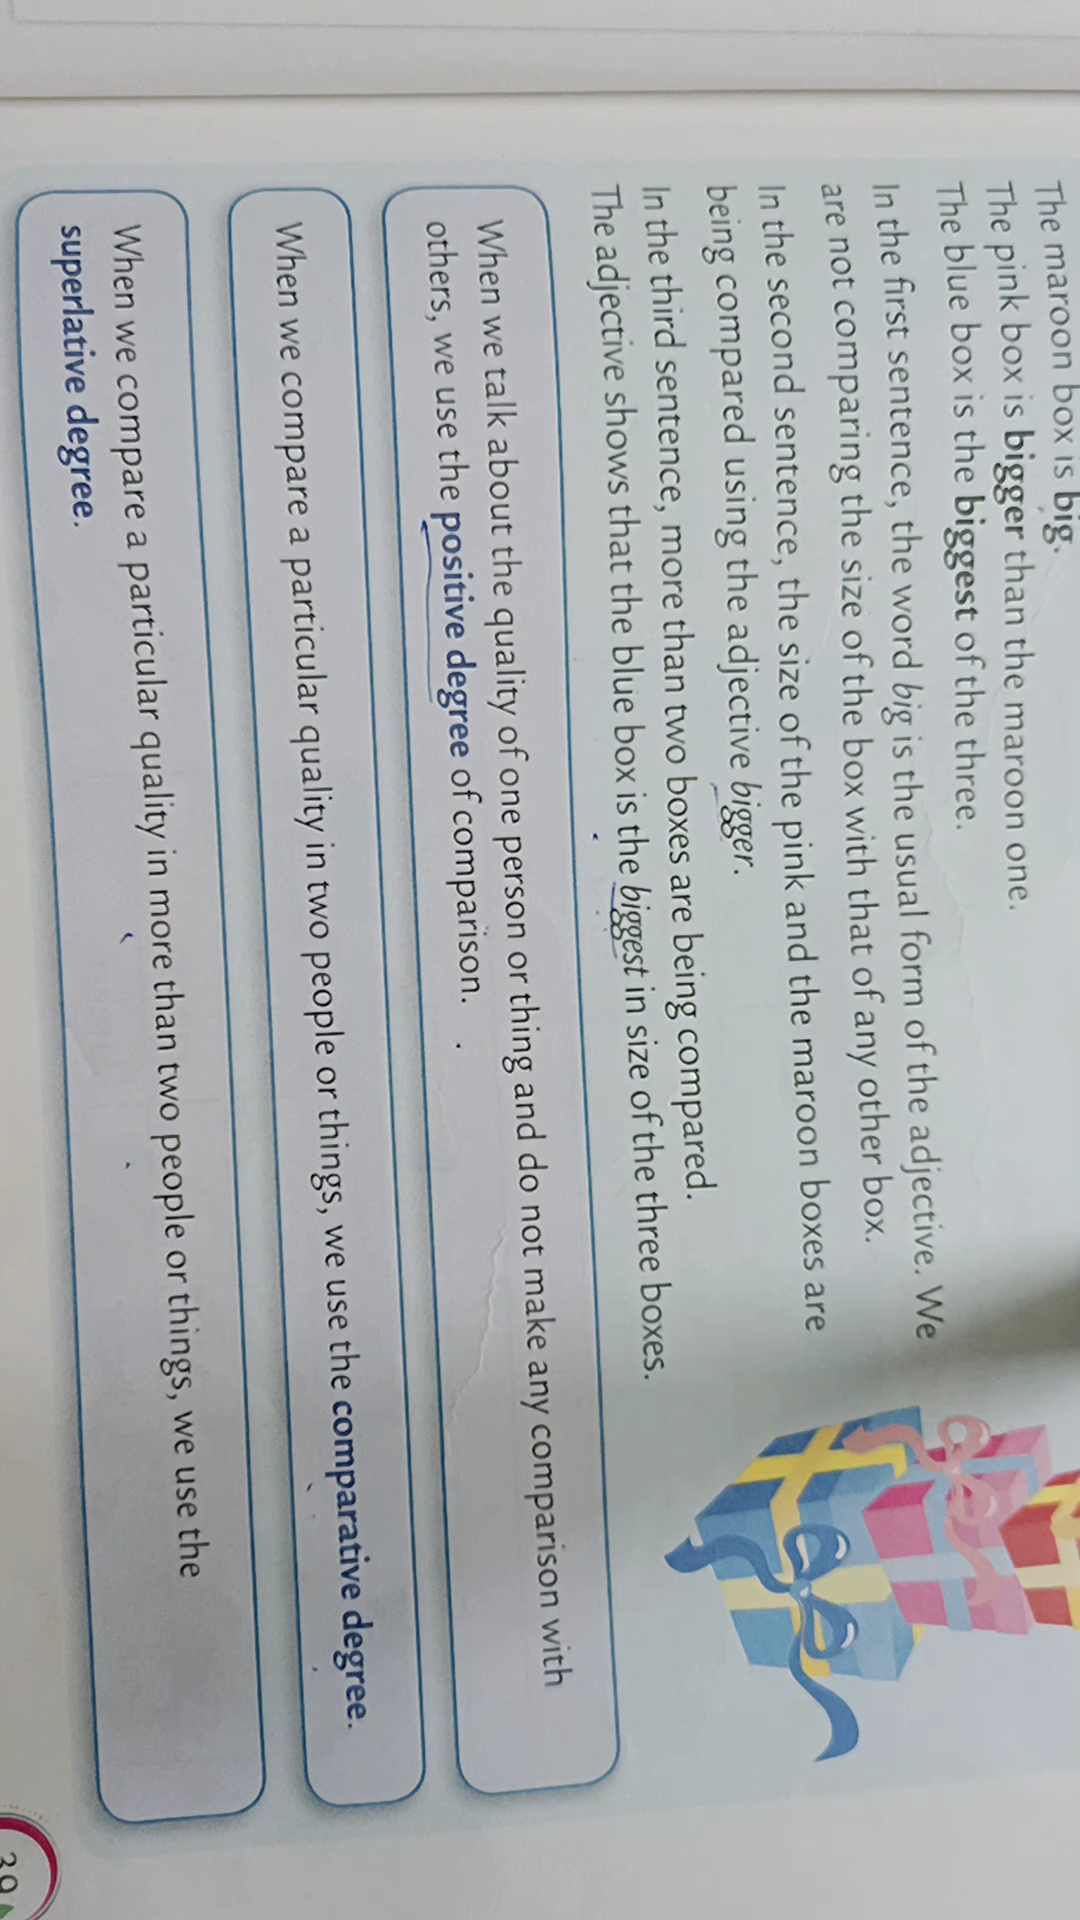 The maroon box is big.
The pink box is bigger than the maroon one.
The blue box is the biggest of the three.
In the first sentence, the word big is the usual form of the adjective. We
are not comparing the size of the box with that of any other box.
In the second sentence, the size of the pink and the maroon boxes are
being compared using the adjective bigger.
In the third sentence, more than two boxes are being compared.
The adjective shows that the blue box is the biggest in size of the three boxes.
When we talk about the quality of one person or thing and do not make any comparison with
others, we use the positive degree of comparison.
When we compare a particular quality in two people or things, we use the comparative degree.
When we compare a particular quality in more than two people or things, we use the
superlative degree.
39